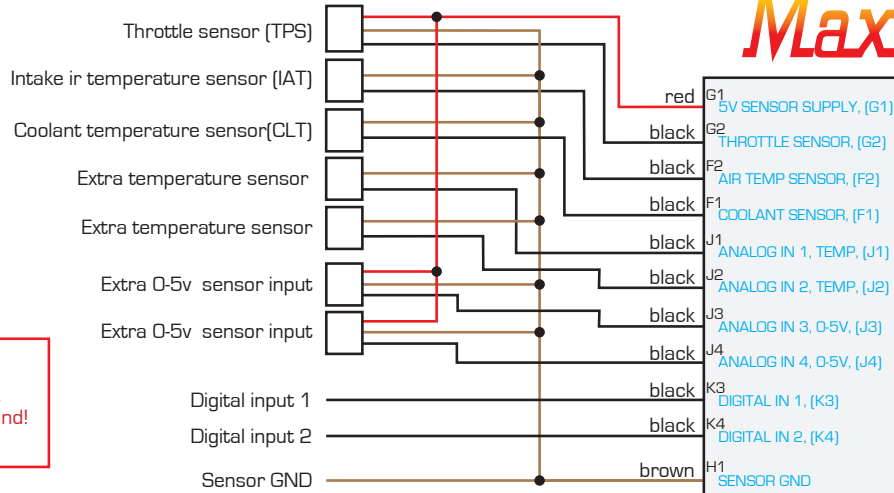 Max
Throttle sensor (TPS)
Intake ir temperature sensor (IAT)
Coolant temperature sensor(CLT)
Extra temperature sensor
Extra temperature sensor
Extra 0-5v sensor input
Extra 0-5v sensor input
Digital input 1
Digital input 2
Sensor GND
nd!
red G1
5V SENSOR SUPPLY, (G1)
black G2
THROTTLE SENSOR, (G2)
black F2
AIR TEMP SENSOR, (F2)
black F1
COOLANT SENSOR, (F1)
black J1
ANALOG IN 1, TEMP, (J1)
black J2
ANALOG IN 2, TEMP, (J2)
black J3
ANALOG IN 3, 0-5V, (J3)
black J4
ANALOG IN 4, 0-5V, (J4)
black K3
DIGITAL IN 1, (K3)
black K4
DIGITAL IN 2, (K4)
brown H1
SENSOR GND